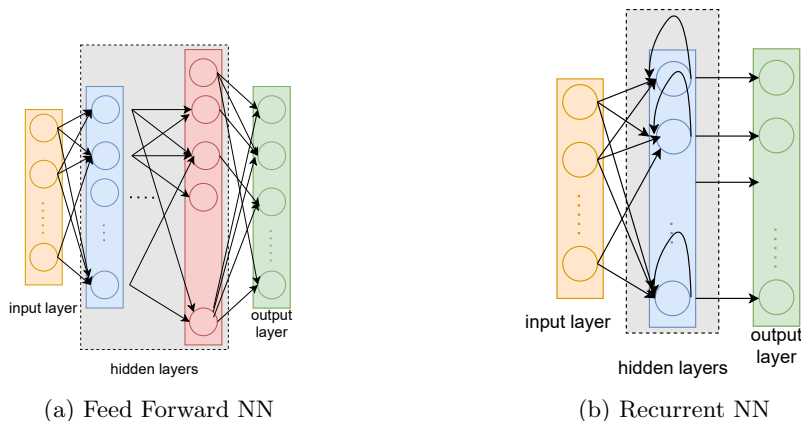 input layer
output
layer
hidden layers
(a) Feed Forward NN
input layer
output
layer
hidden layers
(b) Recurrent NN